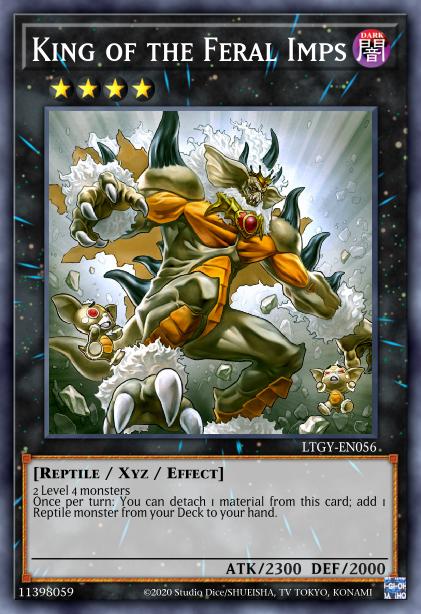 King of the Feral Imps
DARK
闇
LTGY-EN056
[Reptile / Xyz / Effect]
2 Level 4 monsters
Once per turn: You can detach 1 material from this card; add 1
Reptile monster from your Deck to your hand.
ATK/2300 DEF/2000
11398059
©2020 Studio Dice/SHUEISHA, TV TOKYO, KONAMI